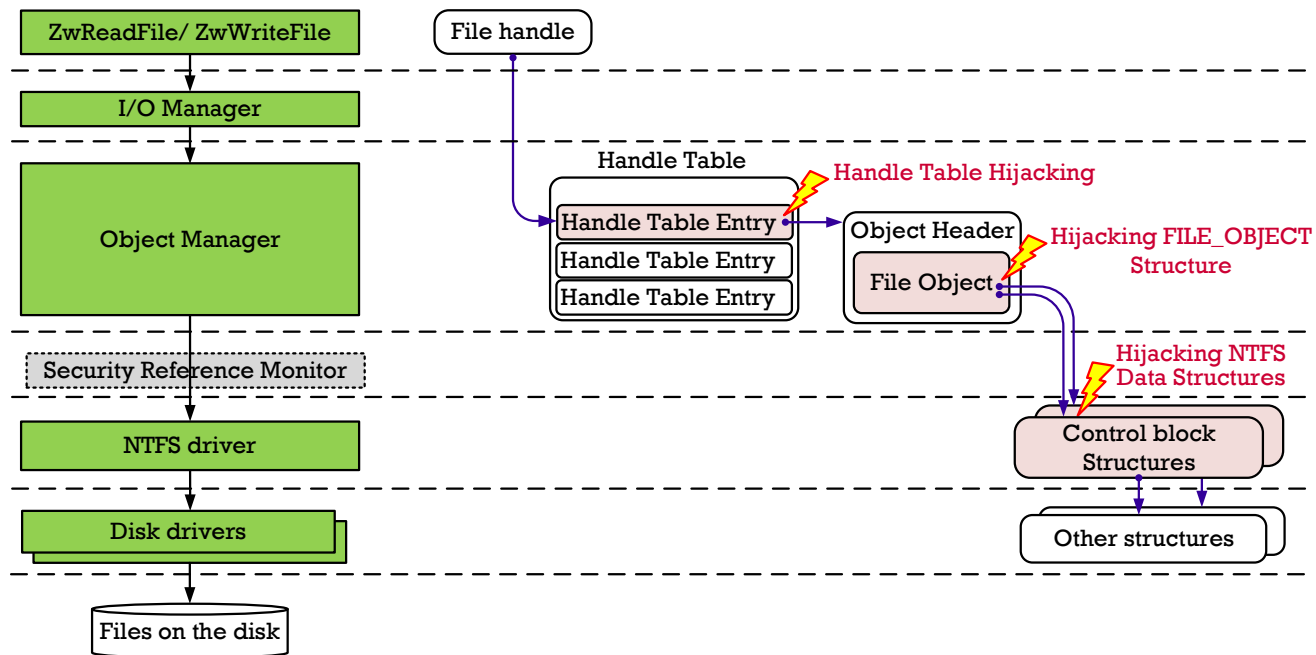 ZwReadFile/ ZwWriteFile
File handle
I/O Manager
Object Manager
Handle Table
Handle Table Entry
Handle Table Entry
Handle Table Entry
Handle Table Hijacking
Object Header
File Object
Hijacking FILE_OBJECT
Structure
Security Reference Monitor
Hijacking NTFS
Data Structures
NTFS driver
Control block
Structures
Disk drivers
Other structures
Files on the disk